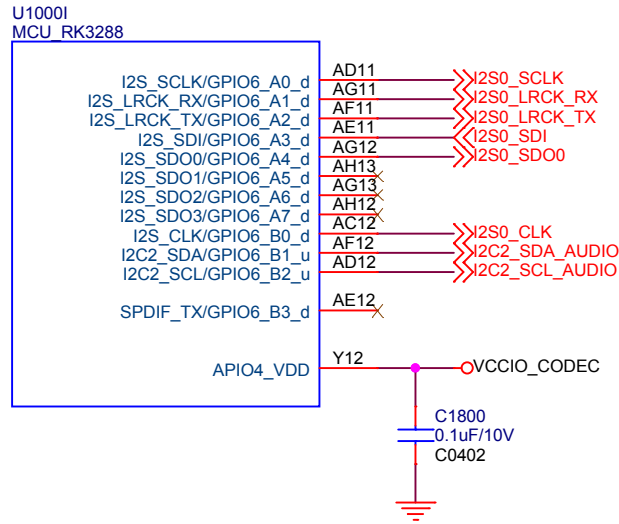 U1000I
MCU_RK3288
I2S_SCLK/GPIO6_A0_d AD11 I2S0_SCLK
I2S_LRCK_RX/GPIO6_A1_d AG11 I2S0_LRCK_RX
I2S_LRCK_TX/GPIO6_A2_d AF11 I2S0_LRCK_TX
I2S_SDI/GPIO6_A3_d AE11 I2S0_SDI
I2S_SDO0/GPIO6_A4_d AG12 I2S0_SDO0
I2S_SDO1/GPIO6_A5_d AH13
I2S_SDO2/GPIO6_A6_d AG13
I2S_SDO3/GPIO6_A7_d AH12
I2S_CLK/GPIO6_B0_d AC12 I2S0_CLK
I2C2_SDA/GPIO6_B1_u AF12 I2C2_SDA_AUDIO
I2C2_SCL/GPIO6_B2_u AD12 I2C2_SCL_AUDIO
SPDIF_TX/GPIO6_B3_d AE12
APIO4_VDD Y12 VCCIO_CODEC
C1800
0.1uF/10V
C0402